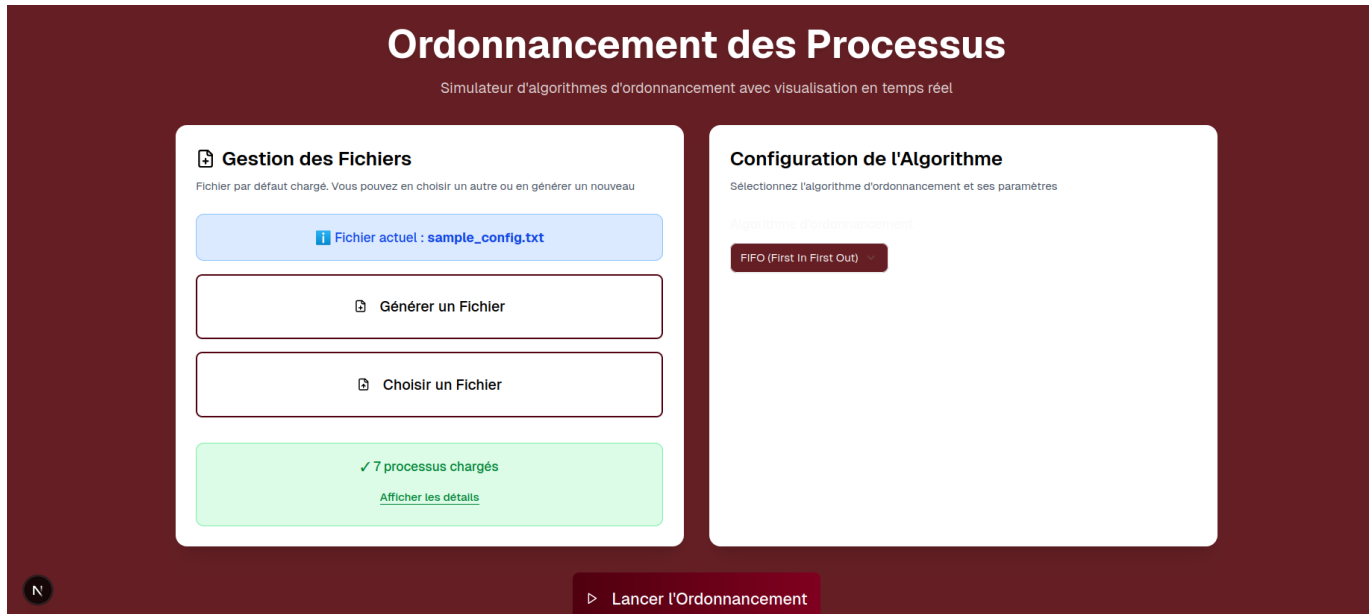 Ordonnancement des Processus
Simulateur d'algorithmes d'ordonnancement avec visualisation en temps réel
Gestion des Fichiers
Fichier par défaut chargé. Vous pouvez en choisir un autre ou en générer un nouveau
ℹ️ Fichier actuel : sample_config.txt
Générer un Fichier
Choisir un Fichier
✓ 7 processus chargés
Afficher les détails
Configuration de l'Algorithme
Sélectionnez l'algorithme d'ordonnancement et ses paramètres
Algorithme d'ordonnancement
FIFO (First In First Out)
N
Lancer l'Ordonnancement